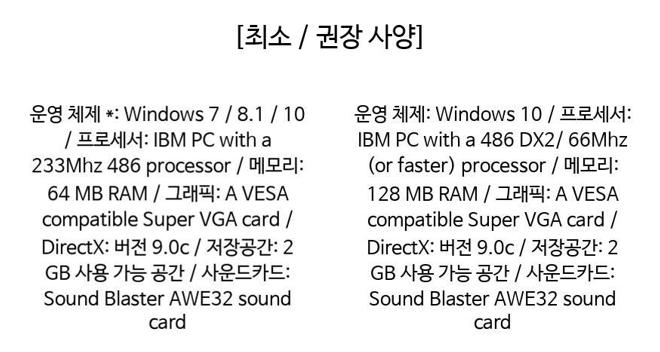 [최소 / 권장 사양]
운영 체제 *: Windows 7 / 8.1 / 10
/ 프로세서: IBM PC with a
233Mhz 486 processor / 메모리:
64 MB RAM / 그래픽: A VESA
compatible Super VGA card /
DirectX: 버전 9.0c / 저장공간: 2
GB 사용 가능 공간 / 사운드카드:
Sound Blaster AWE32 sound
card
운영 체제: Windows 10 / 프로세서:
IBM PC with a 486 DX2/ 66Mhz
(or faster) processor / 메모리:
128 MB RAM / 그래픽: A VESA
compatible Super VGA card /
DirectX: 버전 9.0c / 저장공간: 2
GB 사용 가능 공간 / 사운드카드:
Sound Blaster AWE32 sound
card